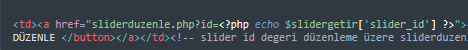 <td><a href="sliderduzenle.php?id=<?php echo $slidergetir['slider_id'] ?>">
DÜZENLE </button></a></td><!-- slider id degeri düzenleme üzere sliderduzen